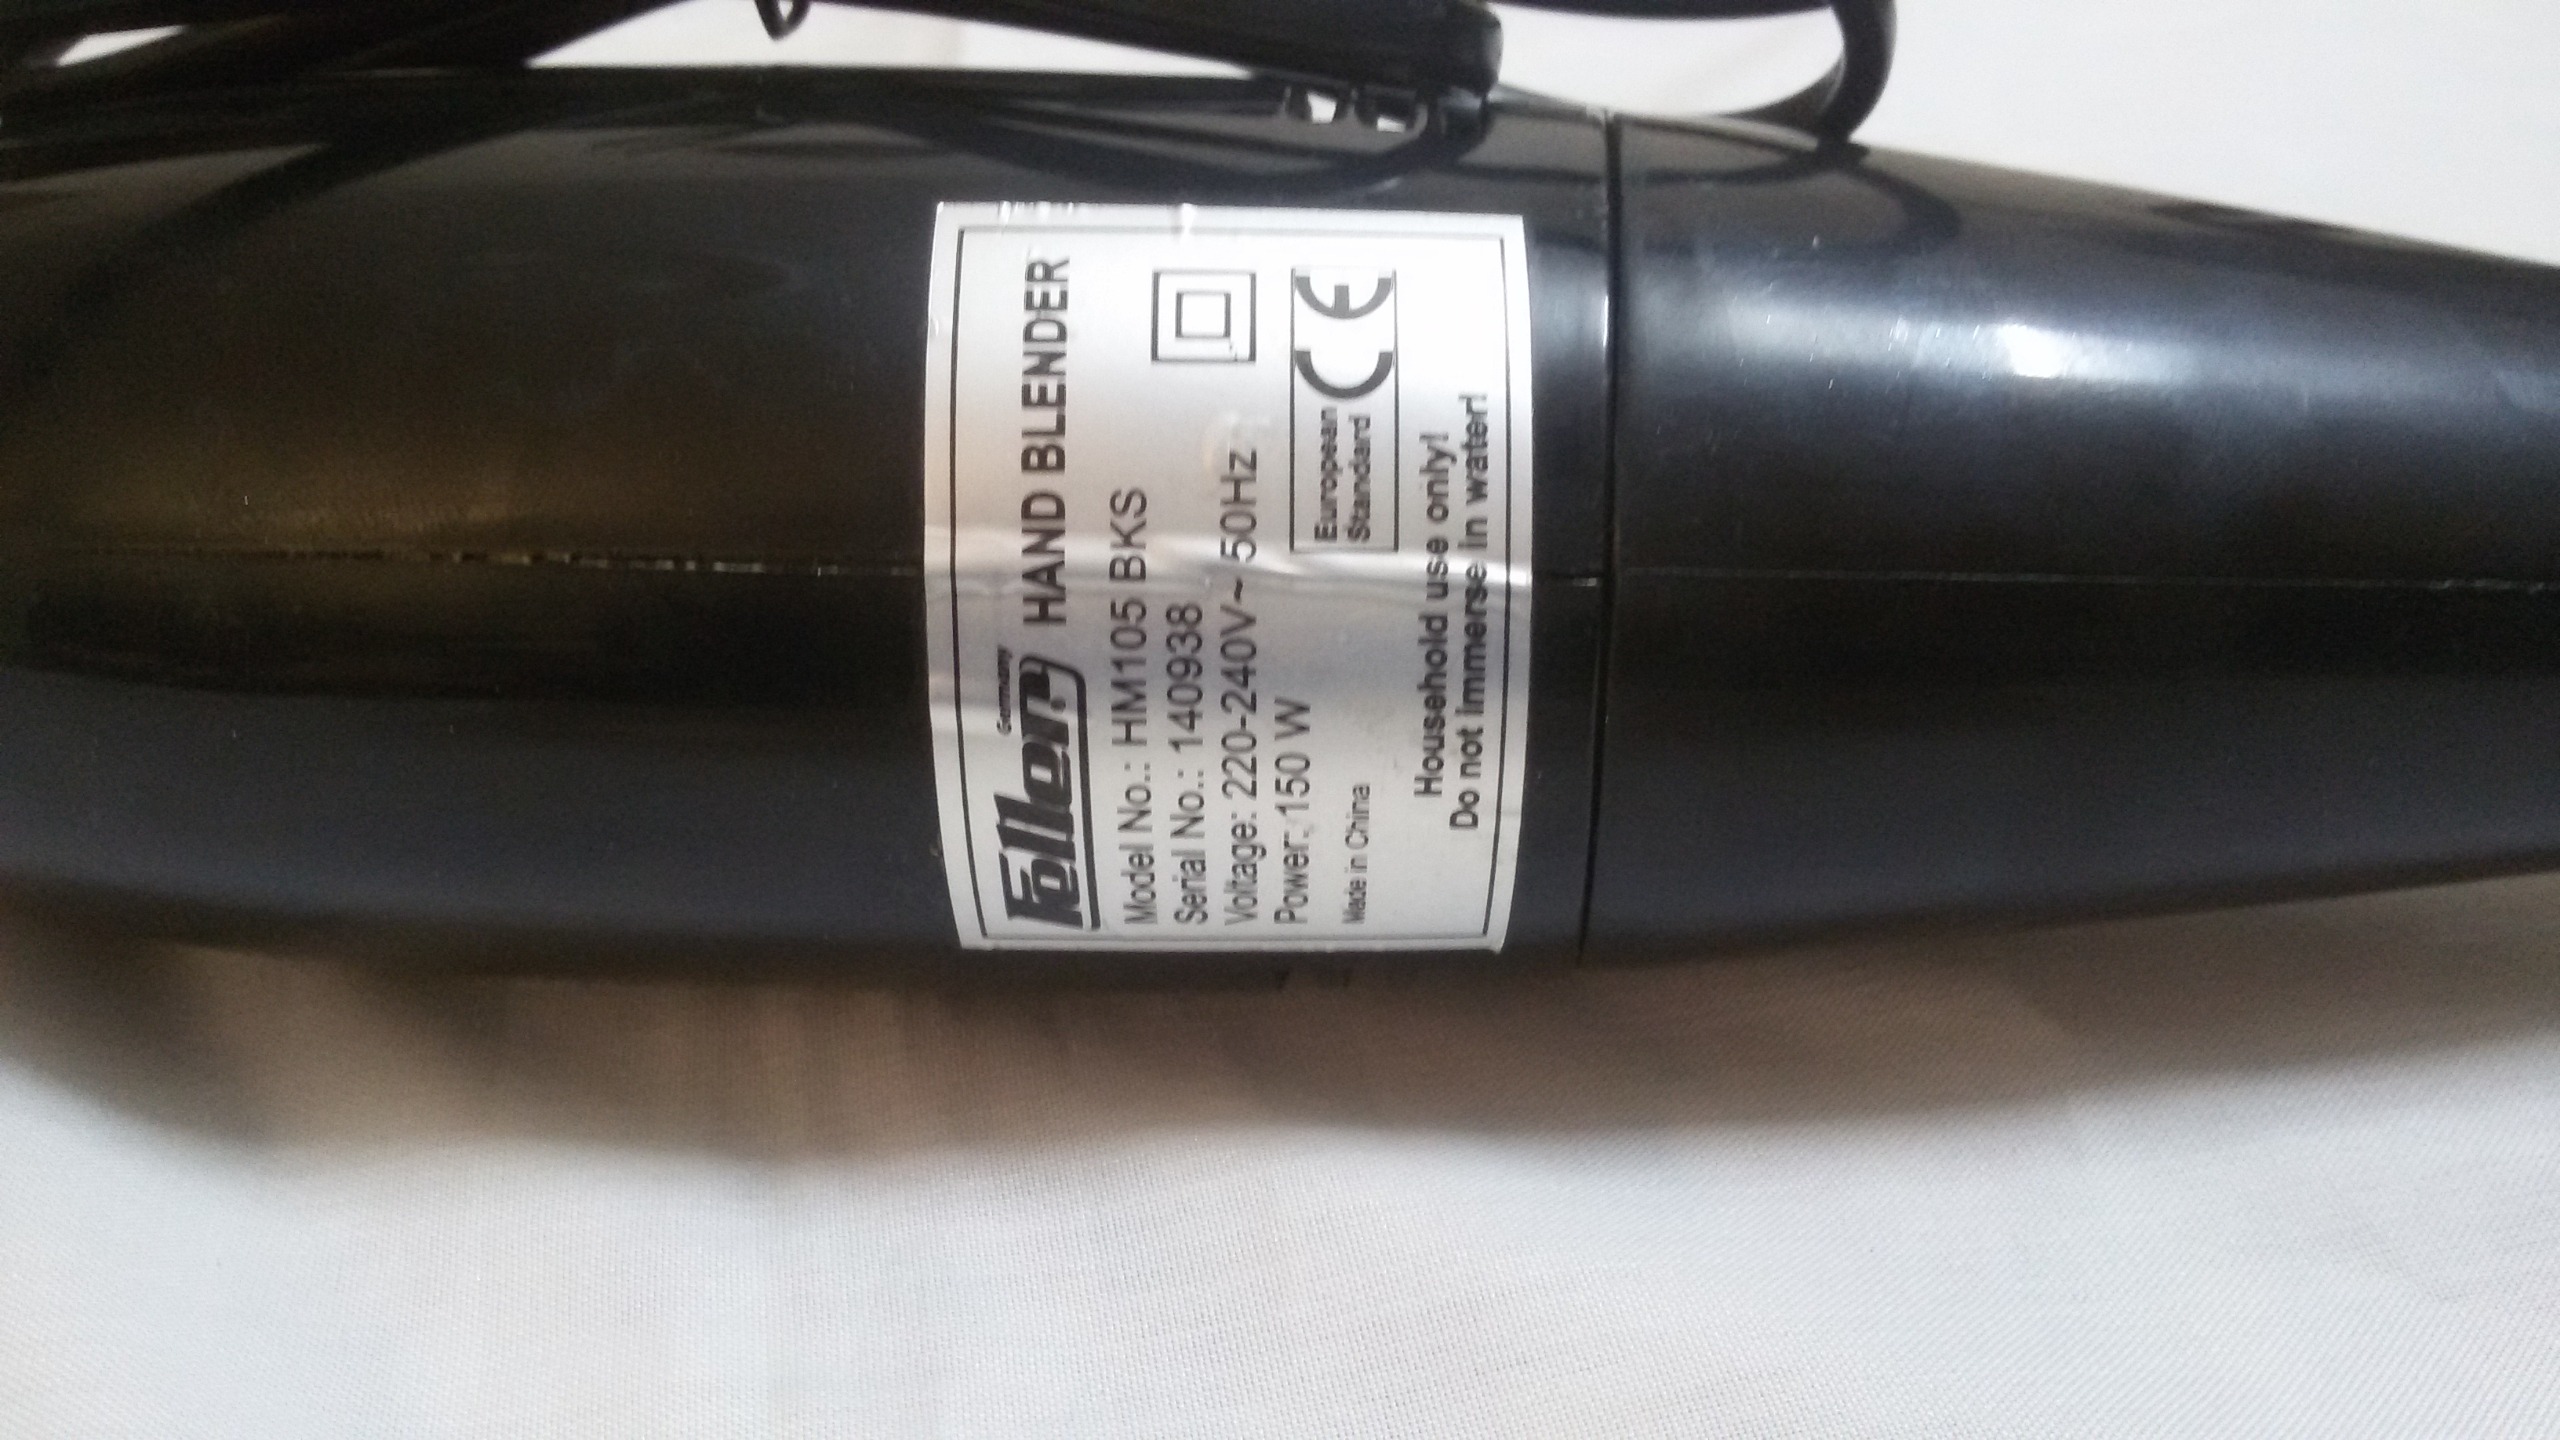 Feller Germany HAND BLENDER
Model No.: HM105 BKS
Serial No.: 140938
Voltage: 220-240V~ 50Hz
Power: 150 W
Made in China
European
Standard
CE
Household use only!
Do not immerse in water!